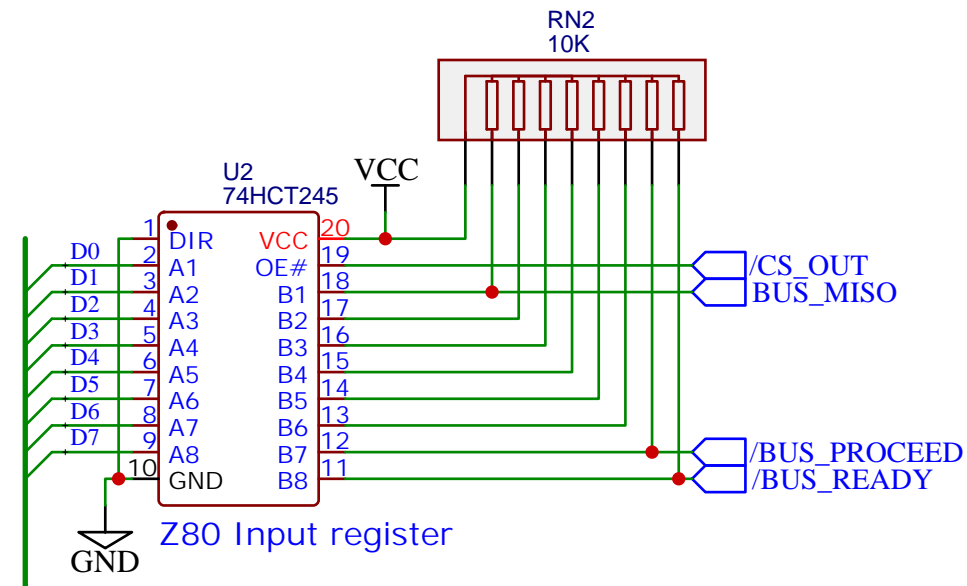 RN2
10K
U2
74HCT245
VCC
1 DIR VCC 20
D0 2 A1 OE# 19 /CS_OUT
D1 3 A2 B1 18 BUS_MISO
D2 4 A3 B2 17
D3 5 A4 B3 16
D4 6 A5 B4 15
D5 7 A6 B5 14
D6 8 A7 B6 13
D7 9 A8 B7 12 /BUS_PROCEED
10 GND B8 11 /BUS_READY
Z80 Input register
GND